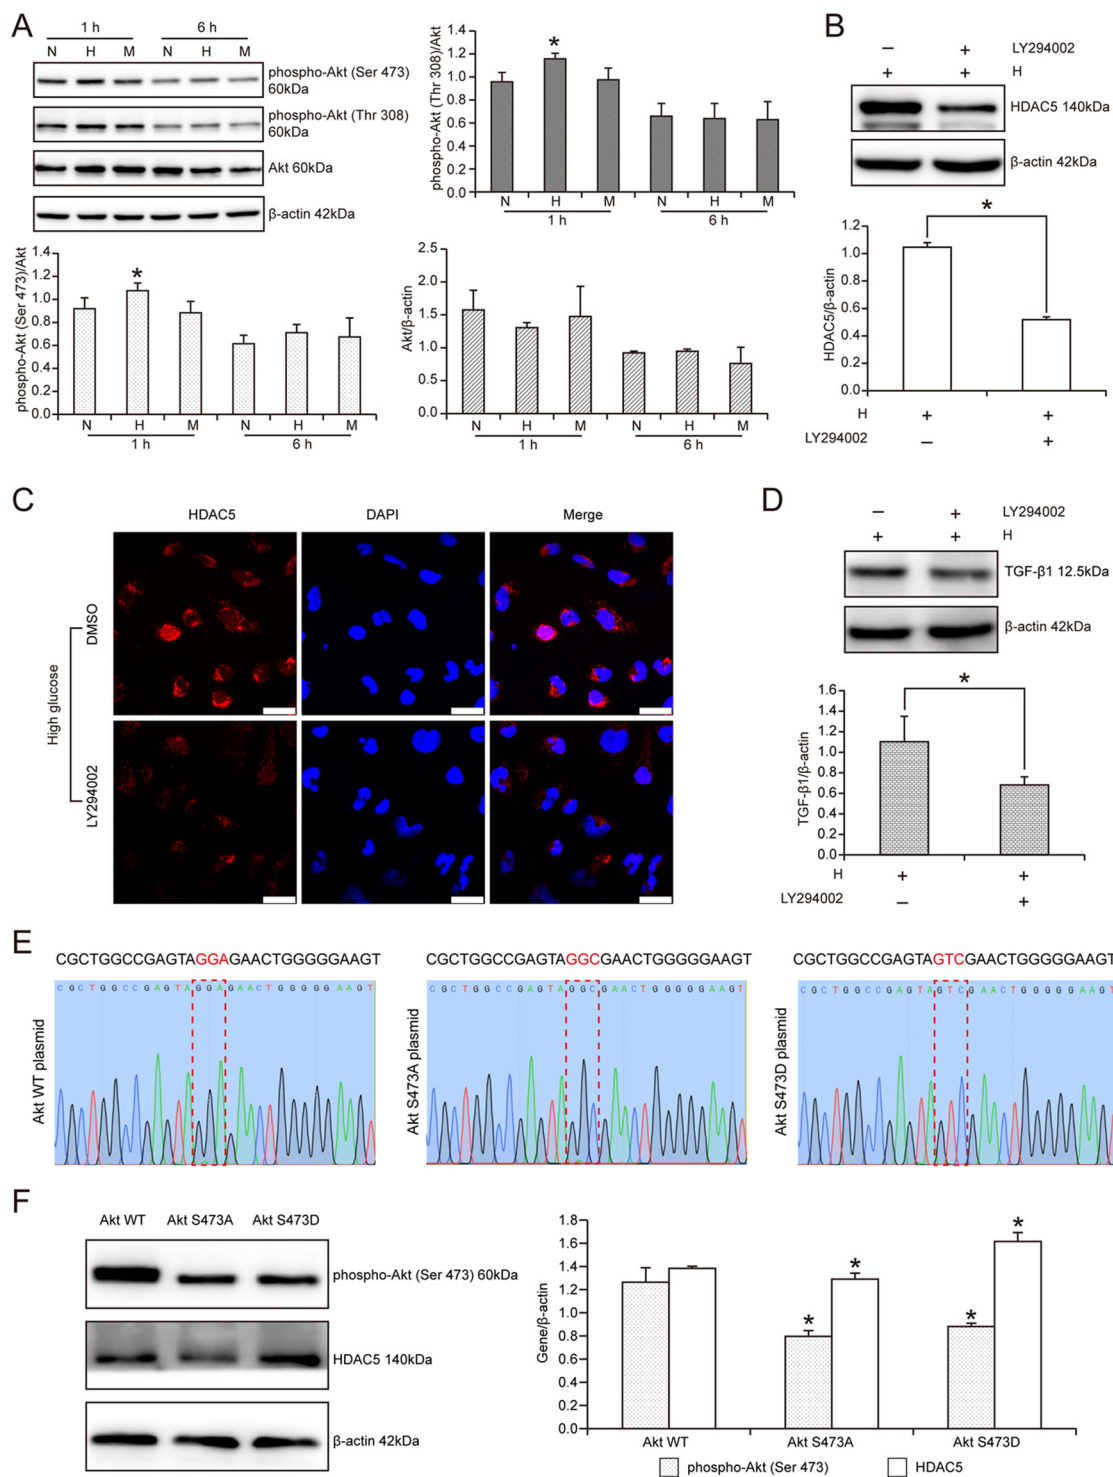 A
1 h
6 h
N H M N H M
phospho-Akt (Ser 473)
60kDa
phospho-Akt (Thr 308)
60kDa
Akt 60kDa
β-actin 42kDa
phospho-Akt (Thr 308)/Akt
1.4
1.2
1.0
0.8
0.6
0.4
0.2
0.0
*
N H M N H M
1 h
6 h
phospho-Akt (Ser 473)/Akt
1.4
1.2
1.0
0.8
0.6
0.4
0.2
0.0
*
N H M N H M
1 h
6 h
Akt/β-actin
2.5
2.0
1.5
1.0
0.5
0.0
N H M N H M
1 h
6 h
B
– + LY294002
+ + H
HDAC5 140kDa
β-actin 42kDa
HDAC5/β-actin
1.2
1.0
0.8
0.6
0.4
0.2
0.0
*
H + +
LY294002 – +
C
HDAC5 DAPI Merge
High glucose
DMSO
LY294002
D
– + LY294002
+ + H
TGF-β1 12.5kDa
β-actin 42kDa
TGF-β1/β-actin
1.6
1.4
1.2
1.0
0.8
0.6
0.4
0.2
0.0
*
H + +
LY294002 – +
E
CGCTGGCCGAGTAGGAGAACTGGGGGAAGT
CGCTGGCCGAGTAGGAGAACTGGGGGAAGT
Akt WT plasmid
CGCTGGCCGAGTAGGCGAACTGGGGGAAGT
CGCTGGCCGAGTAGGCGAACTGGGGGAAGT
Akt S473A plasmid
CGCTGGCCGAGTAGTCGAACTGGGGGAAGT
CGCTGGCCGAGTAGTCGAACTGGGGGAAGT
Akt S473D plasmid
F
Akt WT Akt S473A Akt S473D
phospho-Akt (Ser 473) 60kDa
HDAC5 140kDa
β-actin 42kDa
Gene/β-actin
1.8
1.6
1.4
1.2
1.0
0.8
0.6
0.4
0.2
0.0
* * * *
Akt WT Akt S473A Akt S473D
phospho-Akt (Ser 473) HDAC5